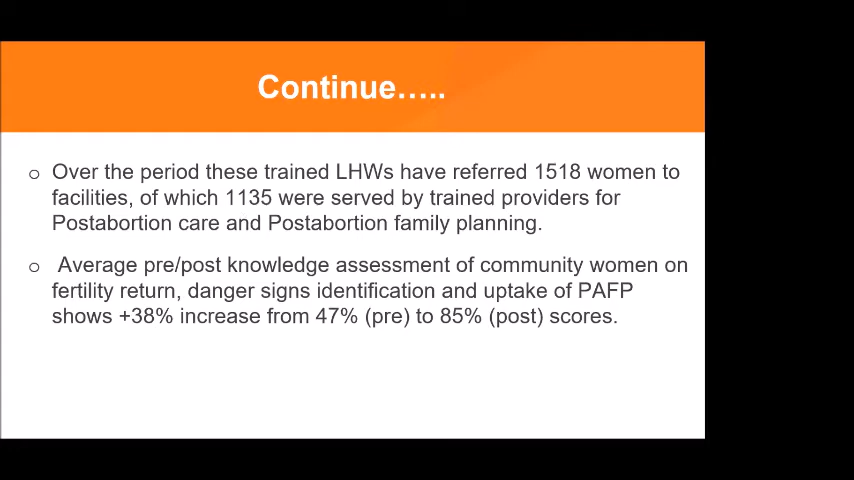 Continue.....
o Over the period these trained LHWs have referred 1518 women to
facilities, of which 1135 were served by trained providers for
Postabortion care and Postabortion family planning.
o Average pre/post knowledge assessment of community women on
fertility return, danger signs identification and uptake of PAFP
shows +38% increase from 47% (pre) to 85% (post) scores.